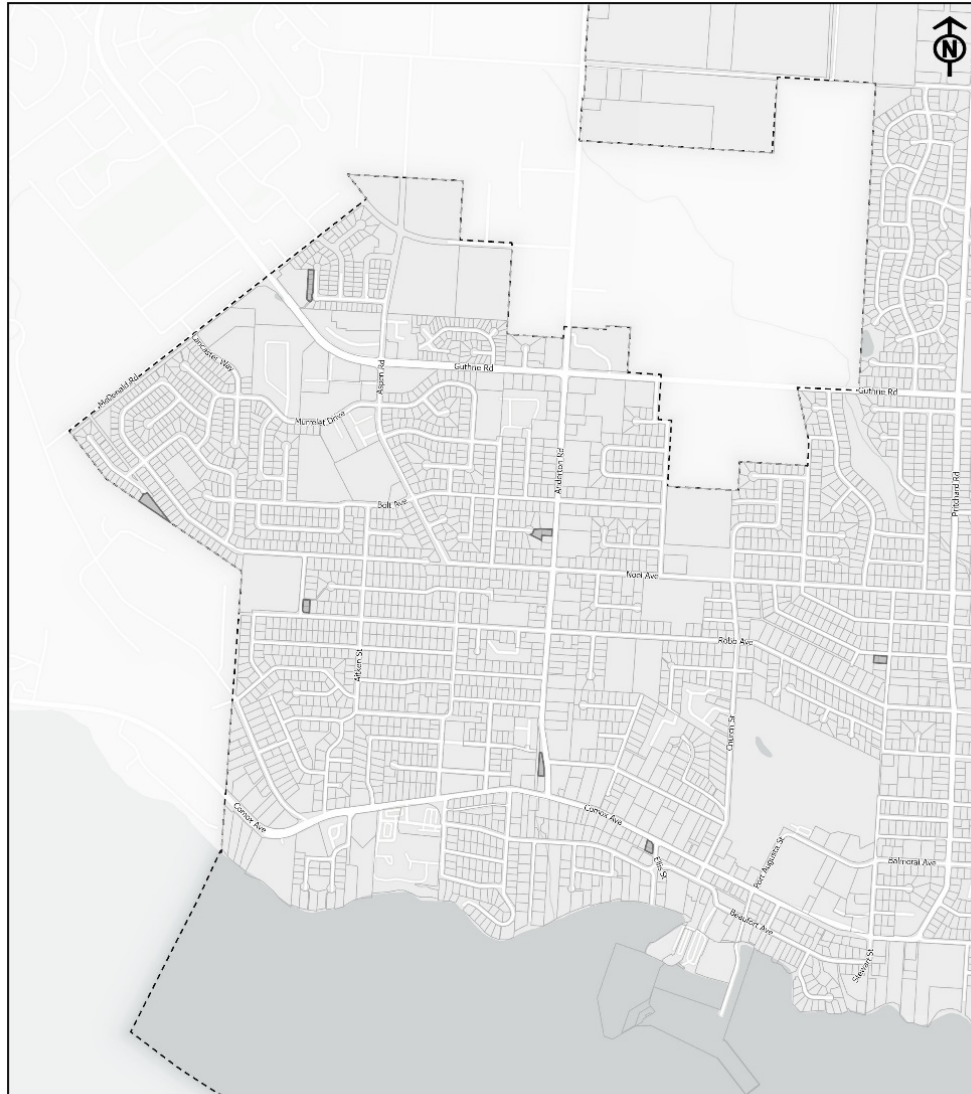 N
Guthrie Rd
Aspen Rd
Lancaster Way
McDonald Rd
Murrelet Drive
Guthrie Rd
Anderton Rd
Pritchard Rd
Bolt Ave
Noel Ave
Robb Ave
Aitken St
Church St
Comox Ave
Comox Ave
Ellis St
Port Augusta St
Balmoral Ave
Beaufort Ave
Stewart St